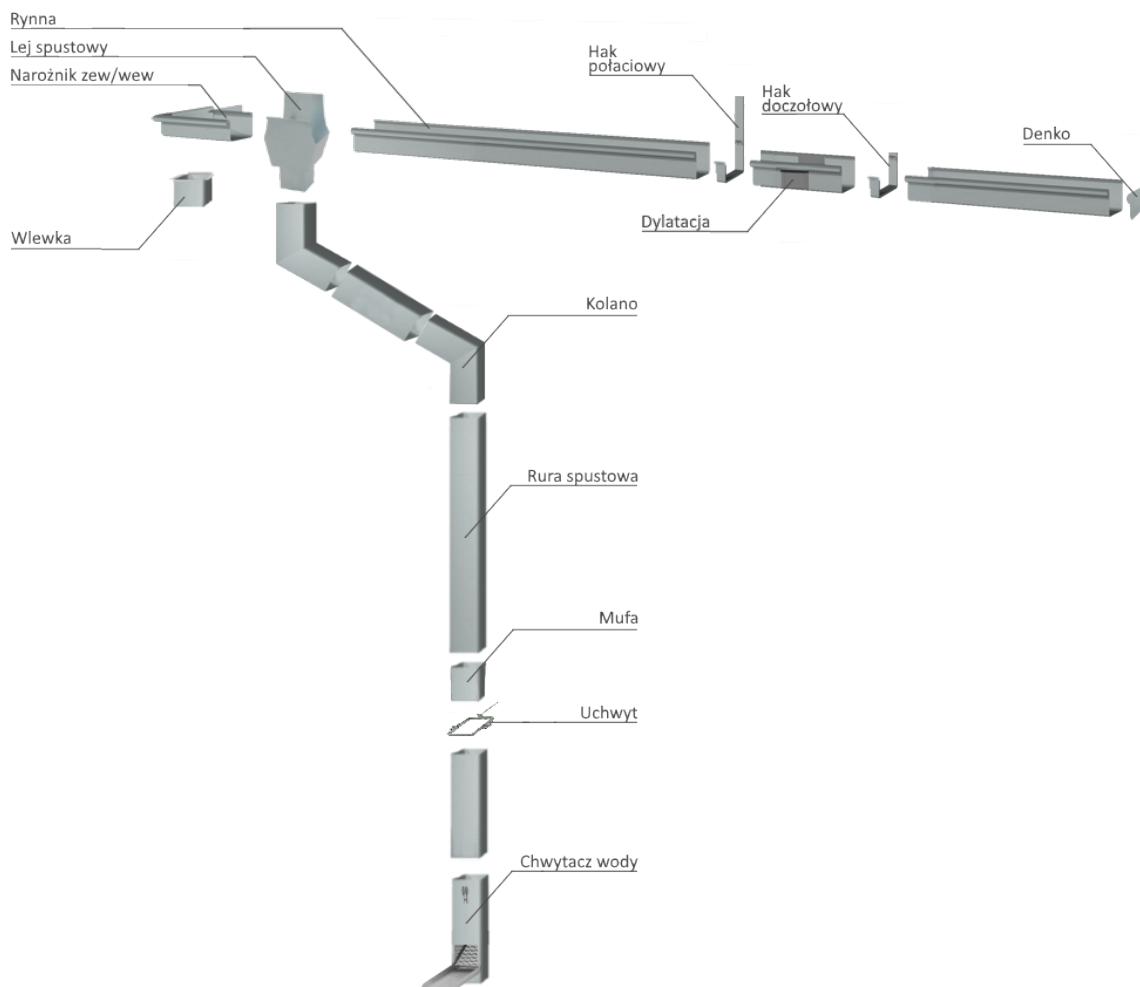 Rynna
Lej spustowy
Narożnik zew/wew
Hak
połaciowy
Hak
doczołowy
Denko
Dylatacja
Wlewka
Kolano
Rura spustowa
Mufa
Uchwyt
Chwytacz wody